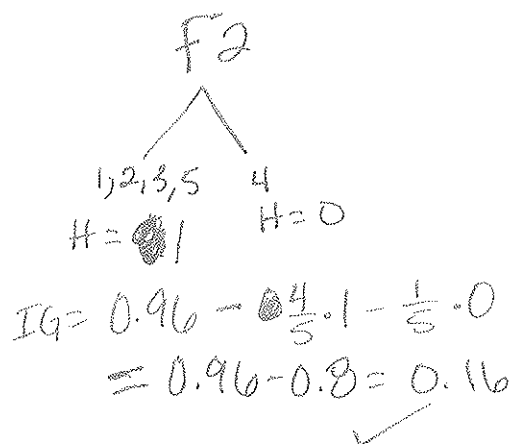 F2
1,2,3,5 4
H = 1 H = 0
IG = 0.96 - 4/5 · 1 - 1/5 · 0
= 0.96 - 0.8 = 0.16